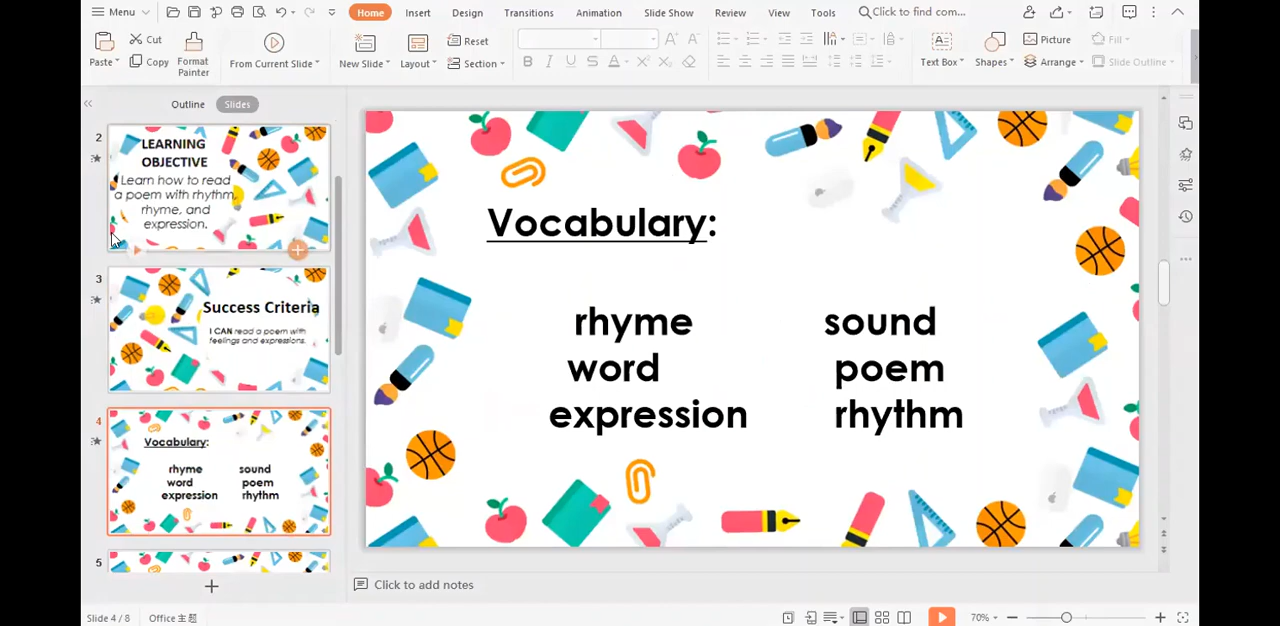 Menu
Home
Insert
Design
Transitions
Animation
Slide Show
Review
View
Tools
Click to find com...
Paste
Cut
Copy
Format Painter
From Current Slide
New Slide
Layout
Reset
Section
Text Box
Shapes
Picture
Arrange
Fill
Slide Outline
Outline
Slides
2
LEARNING
OBJECTIVE
Learn how to read
a poem with rhythm,
rhyme, and
expression.
3
Success Criteria
I CAN read a poem with
feelings and expressions.
4
Vocabulary:
rhyme sound
word poem
expression rhythm
5
Vocabulary:
rhyme sound
word poem
expression rhythm
Click to add notes
Slide 4 / 8
Office 主题
70%